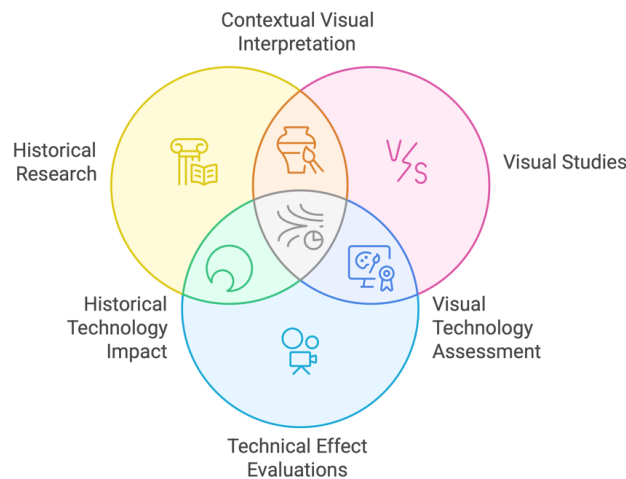 Contextual Visual
Interpretation
Historical
Research
V/S
Visual Studies
Historical
Technology
Impact
Visual
Technology
Assessment
Technical Effect
Evaluations